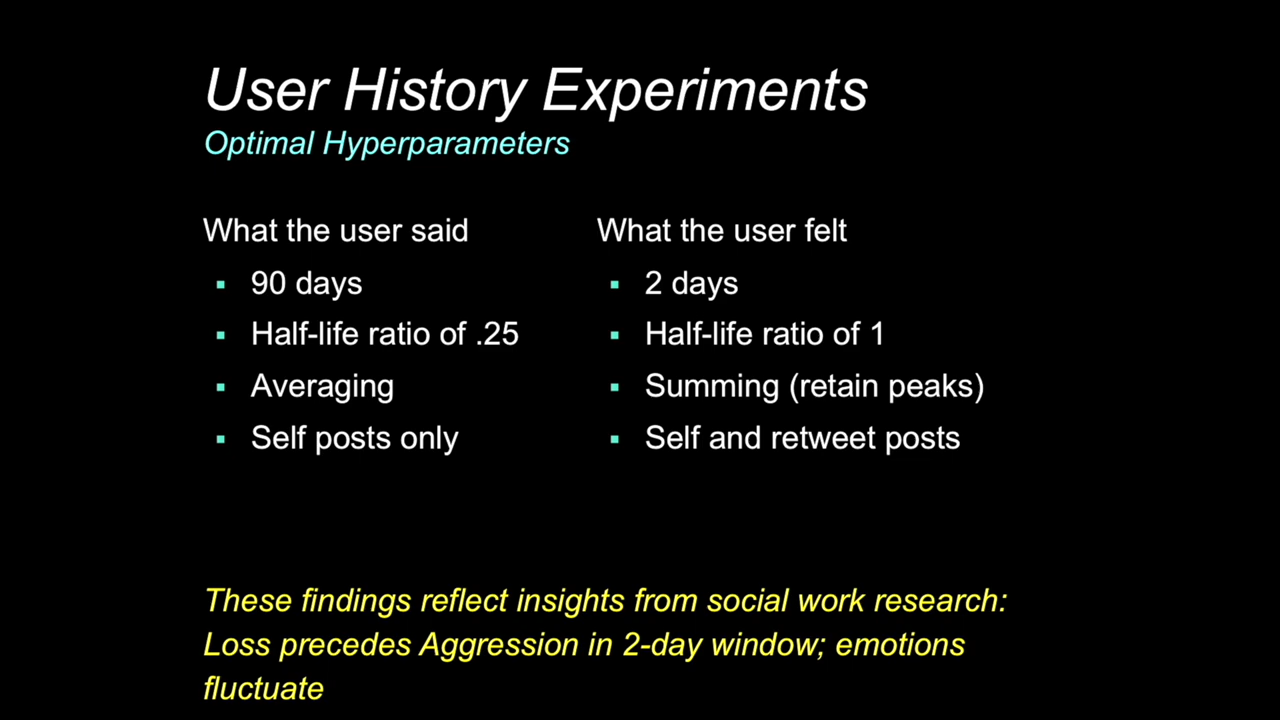 User History Experiments
Optimal Hyperparameters
What the user said
▪ 90 days
▪ Half-life ratio of .25
▪ Averaging
▪ Self posts only
What the user felt
▪ 2 days
▪ Half-life ratio of 1
▪ Summing (retain peaks)
▪ Self and retweet posts
These findings reflect insights from social work research:
Loss precedes Aggression in 2-day window; emotions
fluctuate